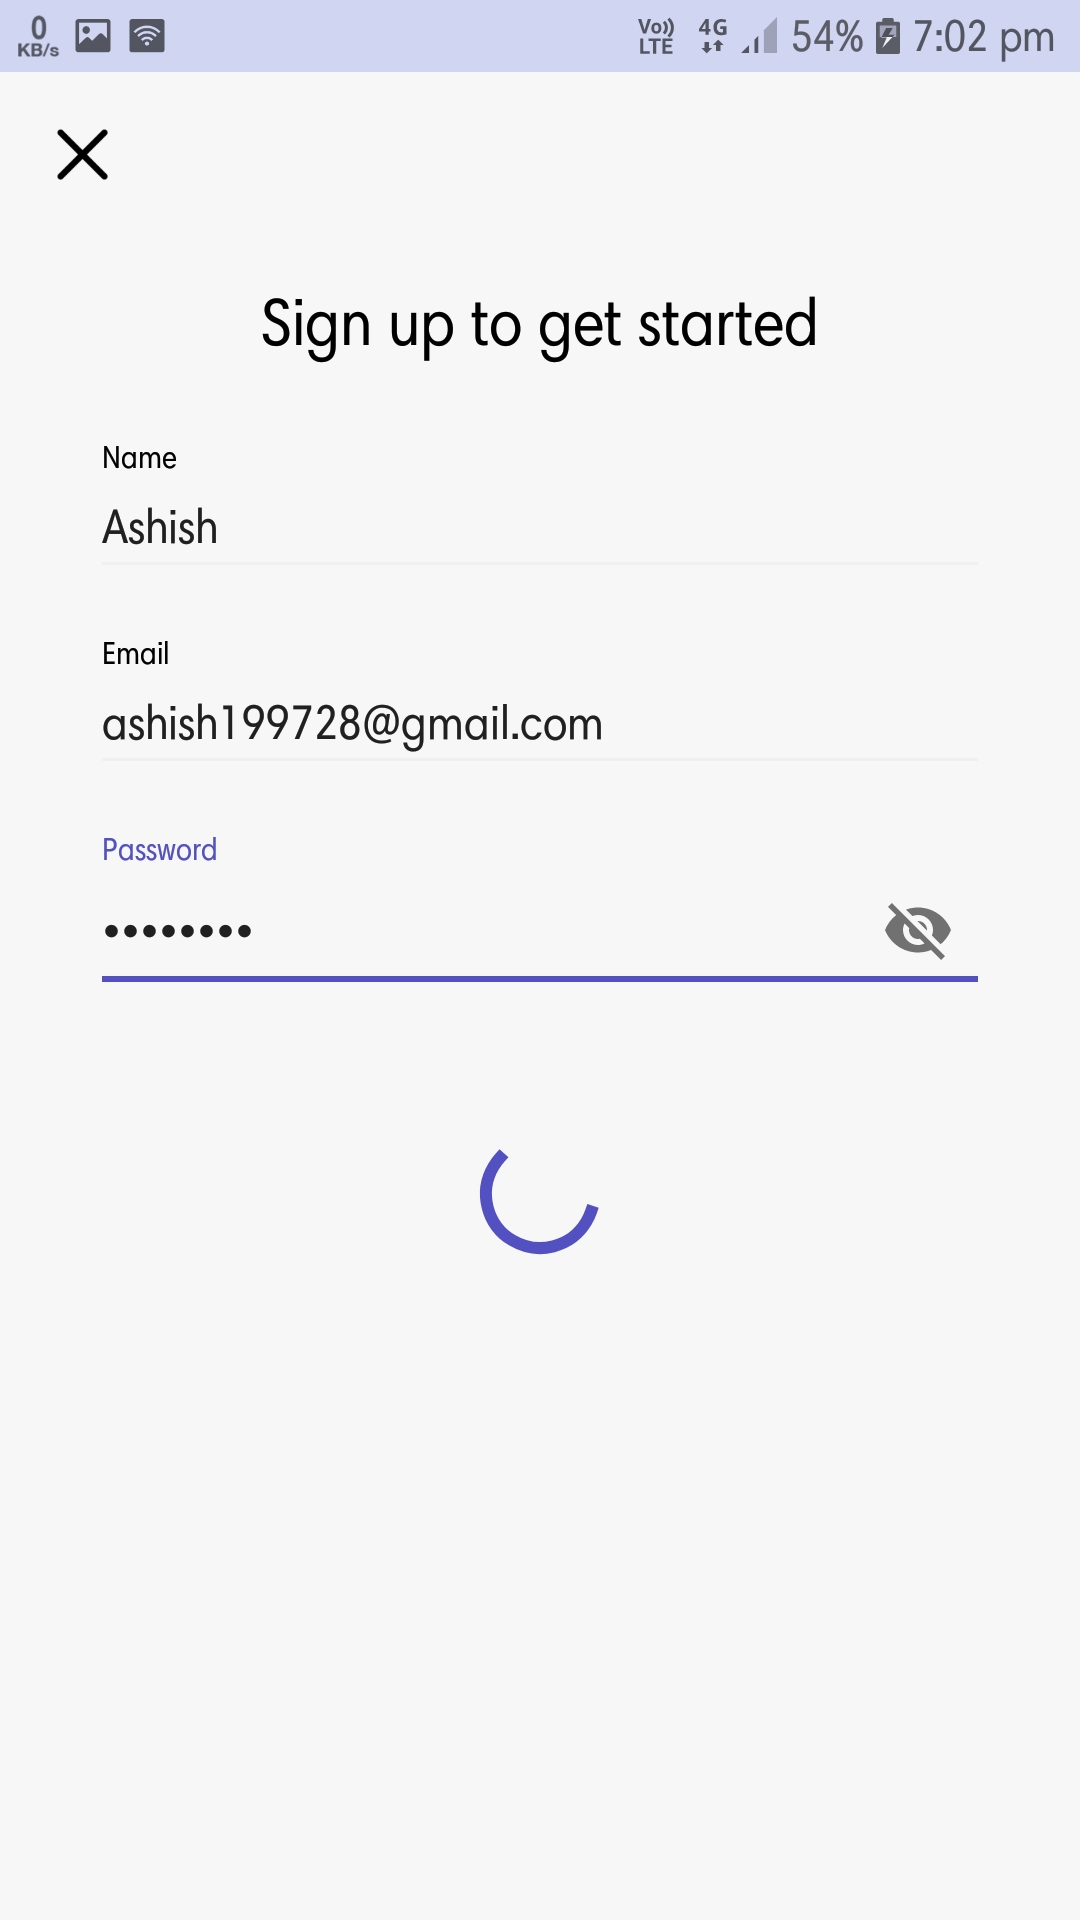 0 KB/s Vo)) LTE 4G 54% 7:02 pm
Sign up to get started
Name
Ashish
Email
ashish199728@gmail.com
Password
••••••••